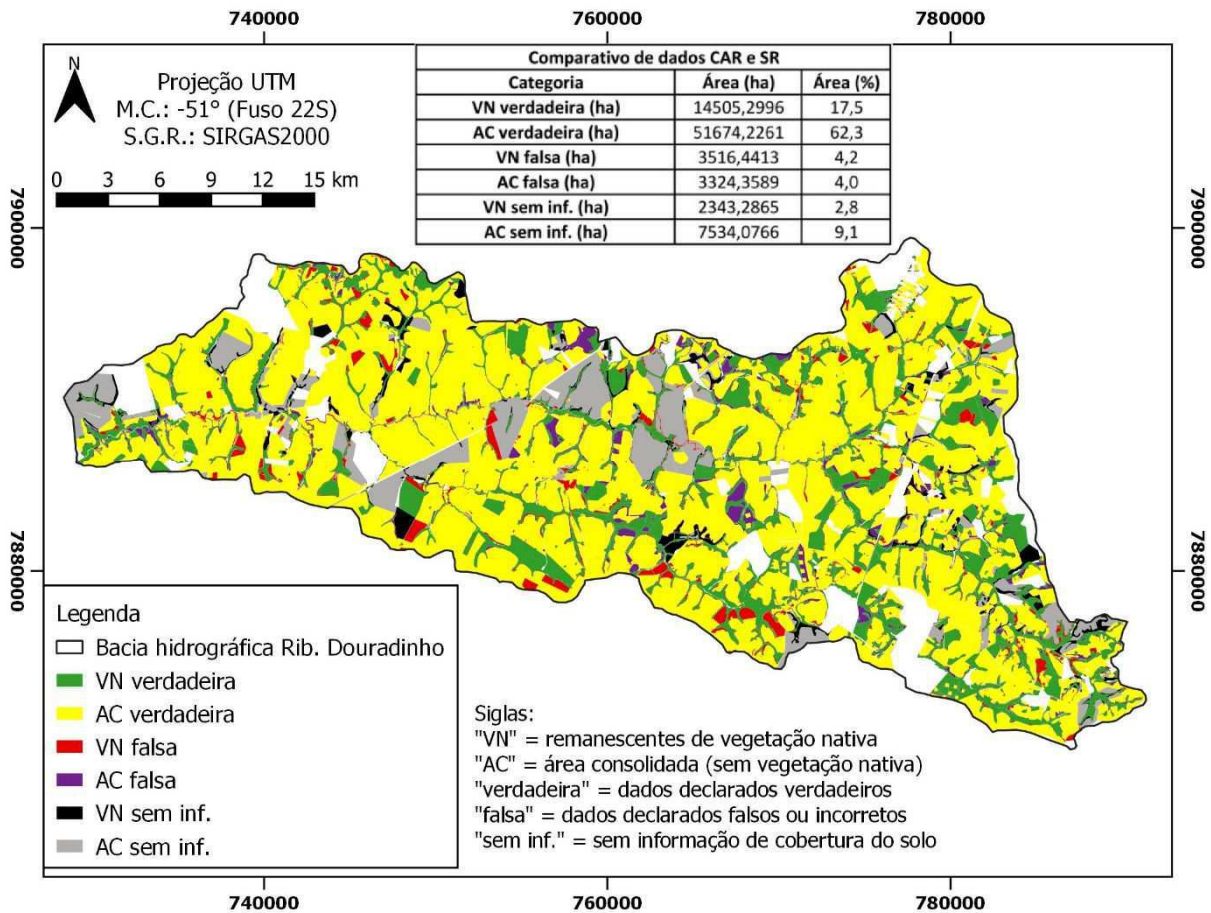 740000 760000 780000
N
Projeção UTM
M.C.: -51° (Fuso 22S)
S.G.R.: SIRGAS2000
0 3 6 9 12 15 km
Comparativo de dados CAR e SR
Categoria Área (ha) Área (%)
VN verdadeira (ha) 14505,2996 17,5
AC verdadeira (ha) 51674,2261 62,3
VN falsa (ha) 3516,4413 4,2
AC falsa (ha) 3324,3589 4,0
VN sem inf. (ha) 2343,2865 2,8
AC sem inf. (ha) 7534,0766 9,1
7900000 7900000
7880000 7880000
Legenda
Bacia hidrográfica Rib. Douradinho
VN verdadeira
AC verdadeira
VN falsa
AC falsa
VN sem inf.
AC sem inf.
Siglas:
"VN" = remanescentes de vegetação nativa
"AC" = área consolidada (sem vegetação nativa)
"verdadeira" = dados declarados verdadeiros
"falsa" = dados declarados falsos ou incorretos
"sem inf." = sem informação de cobertura do solo
740000 760000 780000